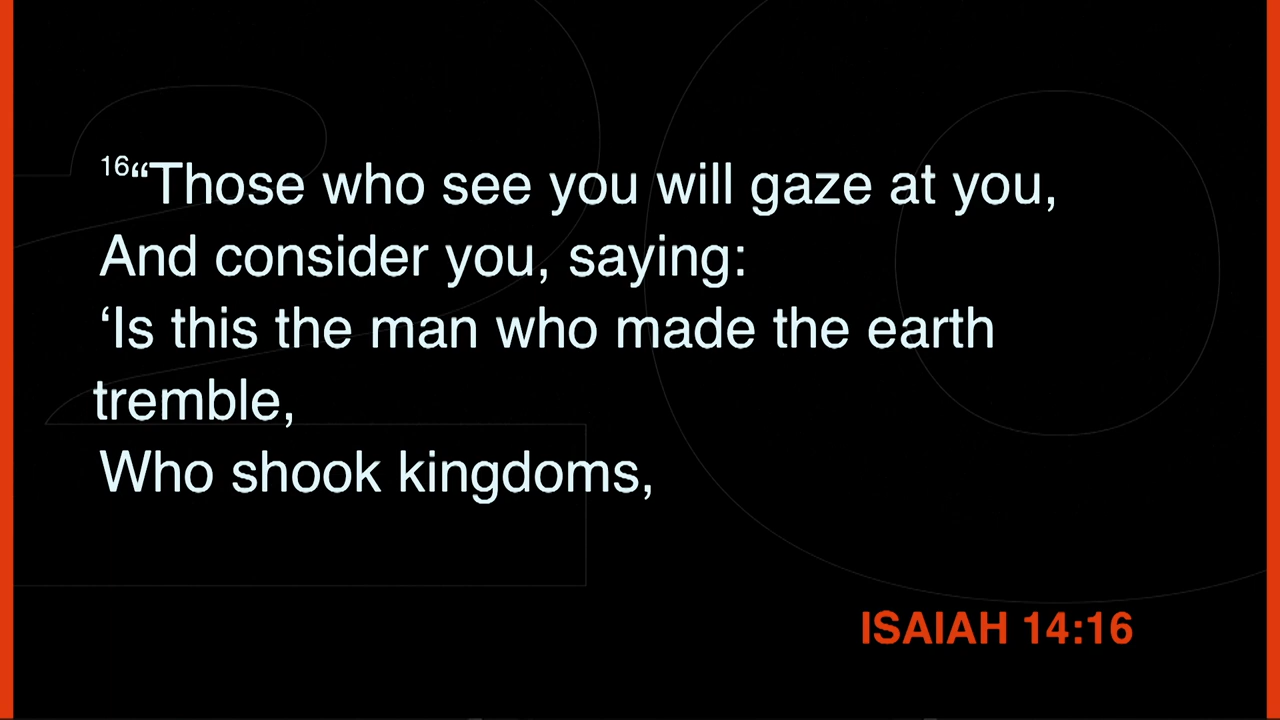 16“Those who see you will gaze at you,
And consider you, saying:
‘Is this the man who made the earth
tremble,
Who shook kingdoms,
ISAIAH 14:16
20